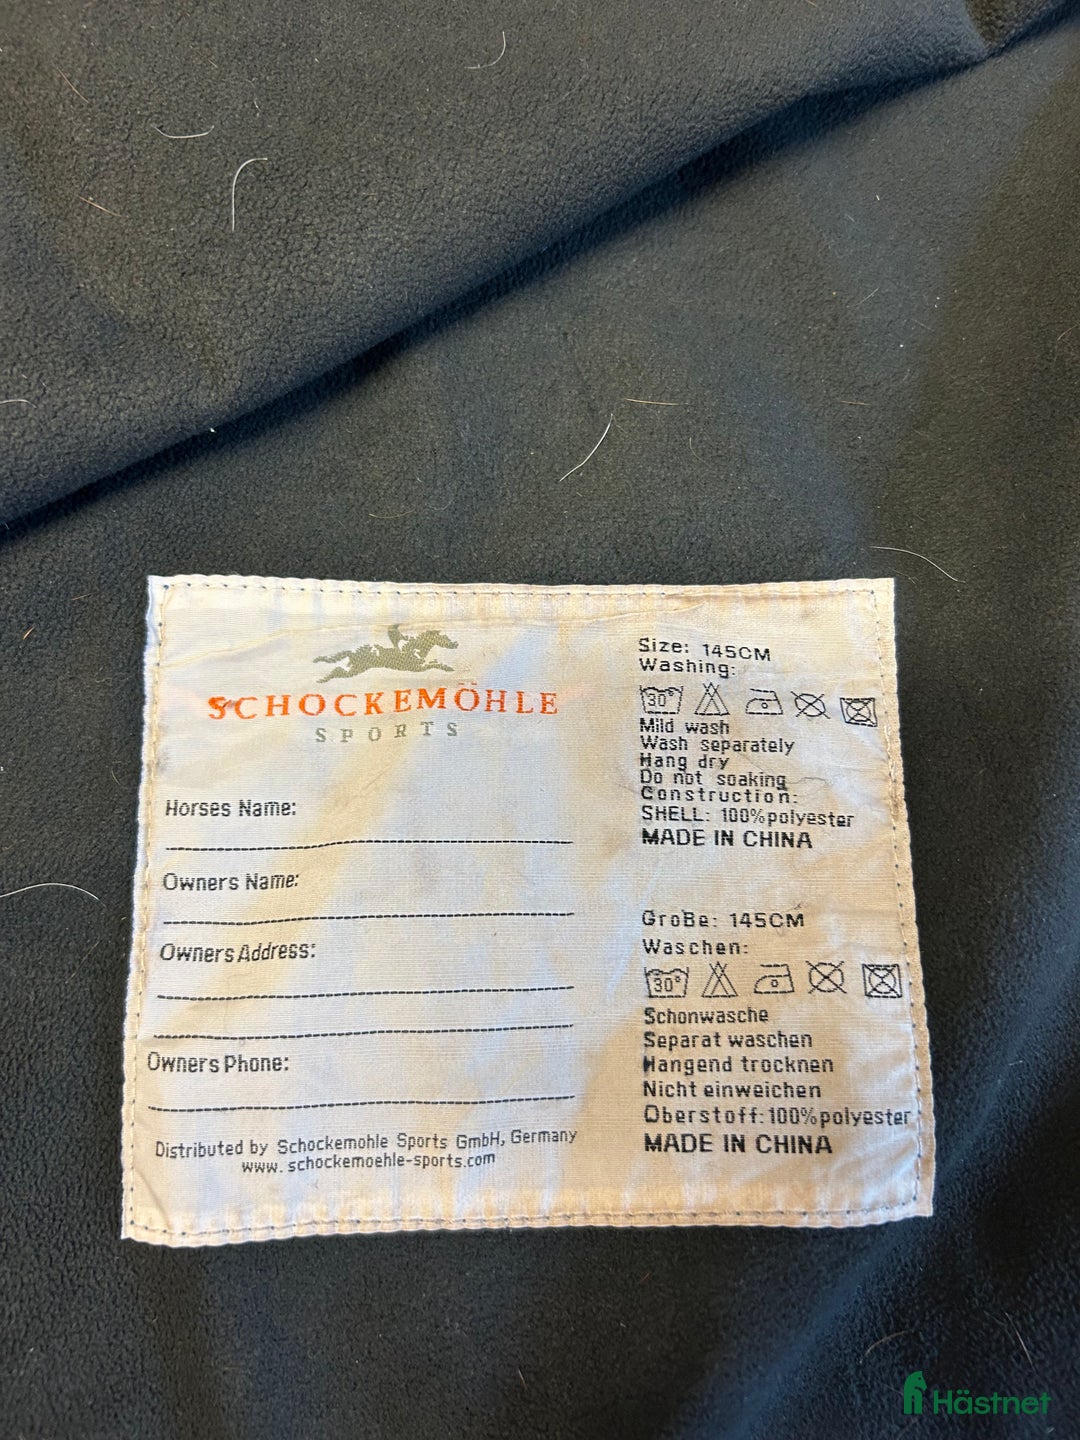 SCHOCKEMÖHLE
SPORTS
Horses Name:
Owners Name:
Owners Address:
Owners Phone:
Distributed by Schockemohle Sports GmbH, Germany
www.schockemoehle-sports.com
Size: 145CM
Washing:
30°
Mild wash
Wash separately
Hang dry
Do not soaking
Construction:
SHELL: 100%polyester
MADE IN CHINA
GroBe: 145CM
Waschen:
30°
Schonwasche
Separat waschen
Hangend trocknen
Nicht einweichen
Oberstoff:100%polyester
MADE IN CHINA
Hästnet